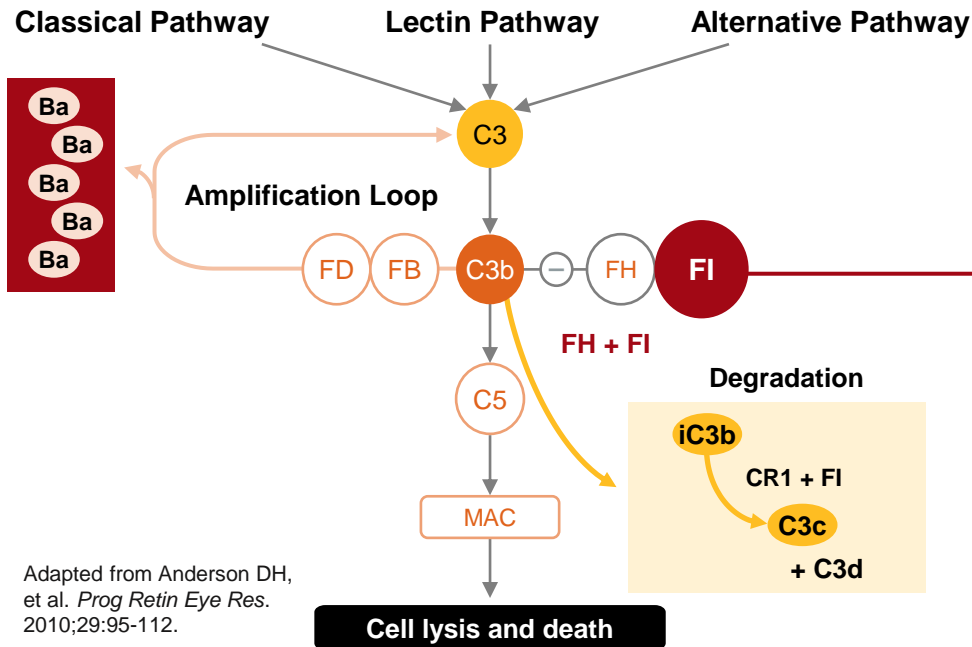 Classical Pathway
Lectin Pathway
Alternative Pathway
Ba
Ba
Ba
Ba
Ba
C3
Amplification Loop
FD
FB
C3b
−
FH
FI
FH + FI
C5
Degradation
iC3b
CR1 + FI
C3c
+ C3d
MAC
Adapted from Anderson DH,
et al. Prog Retin Eye Res.
2010;29:95-112.
Cell lysis and death